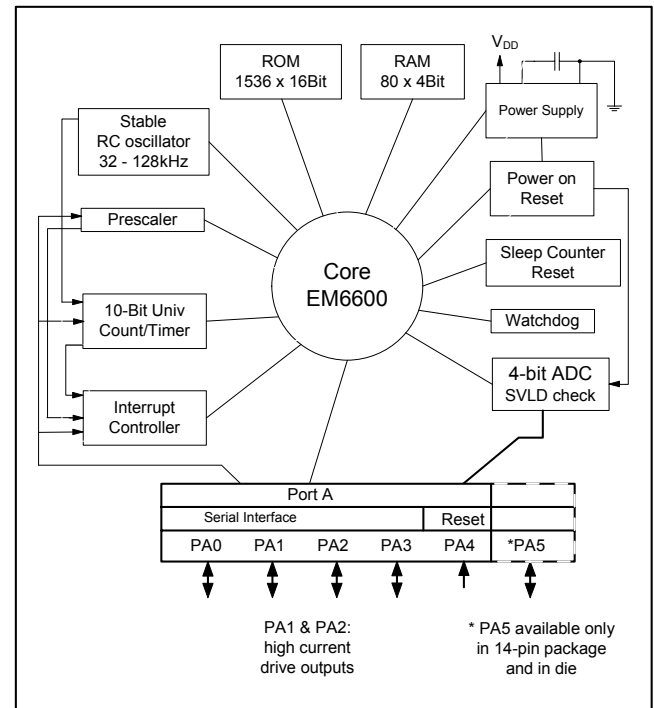 ROM
1536 x 16Bit
RAM
80 x 4Bit
VDD
Power Supply
Stable
RC oscillator
32 - 128kHz
Power on
Reset
Prescaler
Core
EM6600
Sleep Counter
Reset
10-Bit Univ
Count/Timer
Watchdog
4-bit ADC
SVLD check
Interrupt
Controller
Port A
Serial Interface
Reset
PA0 PA1 PA2 PA3 PA4 *PA5
PA1 & PA2:
high current
drive outputs
* PA5 available only
in 14-pin package
and in die